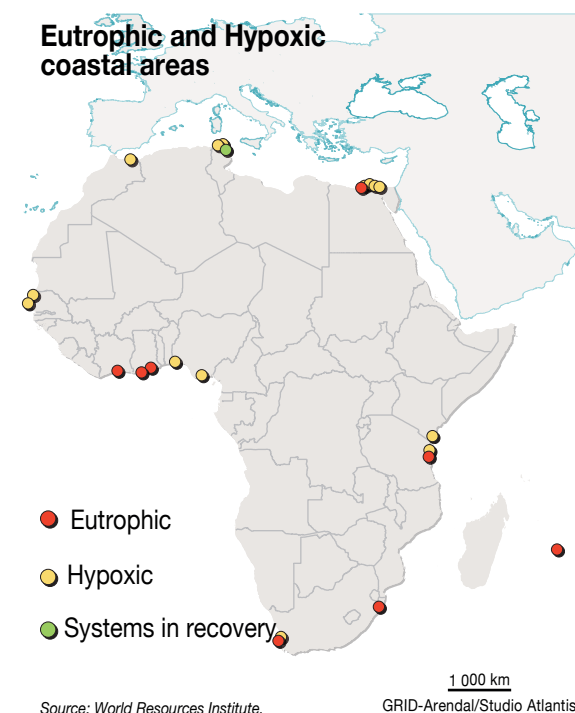 Eutrophic and Hypoxic
coastal areas
Eutrophic
Hypoxic
Systems in recovery
1 000 km
Source: World Resources Institute.
GRID-Arendal/Studio Atlantis